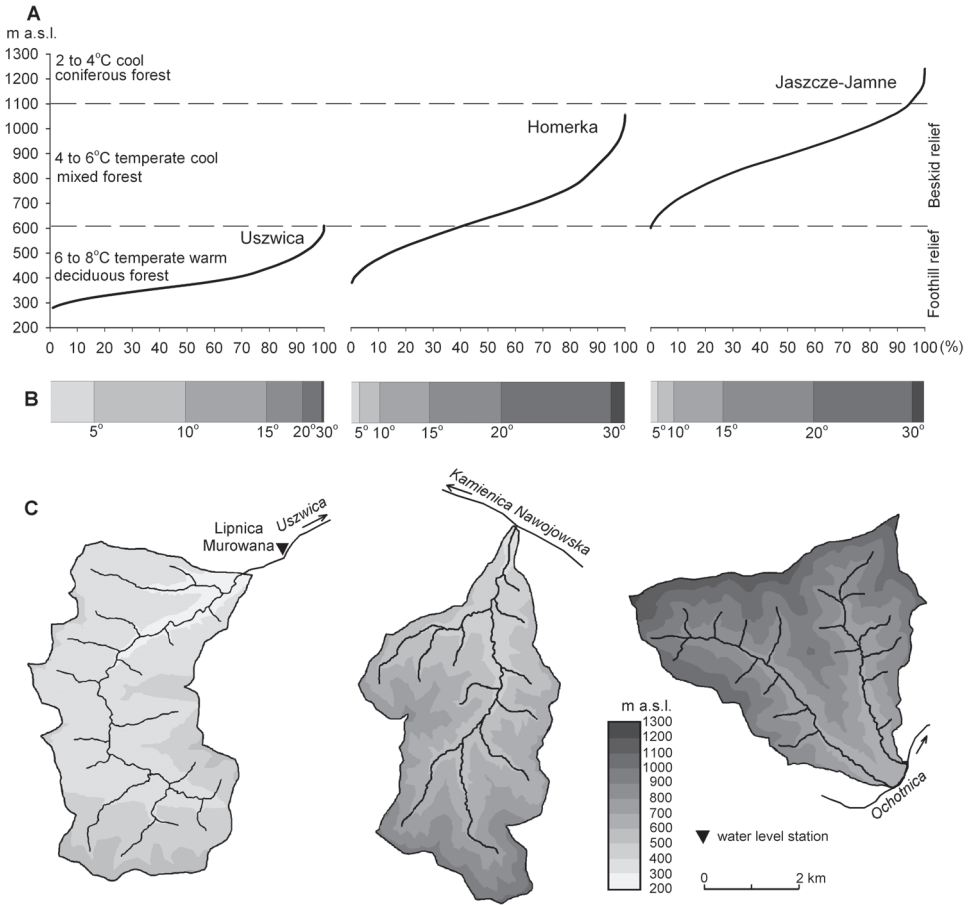 A
m a.s.l.
1300
1200
1100
1000
900
800
700
600
500
400
300
200
2 to 4°C cool
coniferous forest
4 to 6°C temperate cool
mixed forest
6 to 8°C temperate warm
deciduous forest
Uszwica
Homerka
Jaszcze-Jamne
Beskid relief
Foothill relief
0 10 20 30 40 50 60 70 80 90 100
0 10 20 30 40 50 60 70 80 90 100
0 10 20 30 40 50 60 70 80 90 100 (%)
B
5° 10° 15° 20° 30°
5° 10° 15° 20° 30°
5° 10° 15° 20° 30°
C
Lipnica
Murowana
Uszwica
Kamienica Nawojowska
Ochotnica
m a.s.l.
1300
1200
1100
1000
900
800
700
600
500
400
300
200
water level station
0 2 km